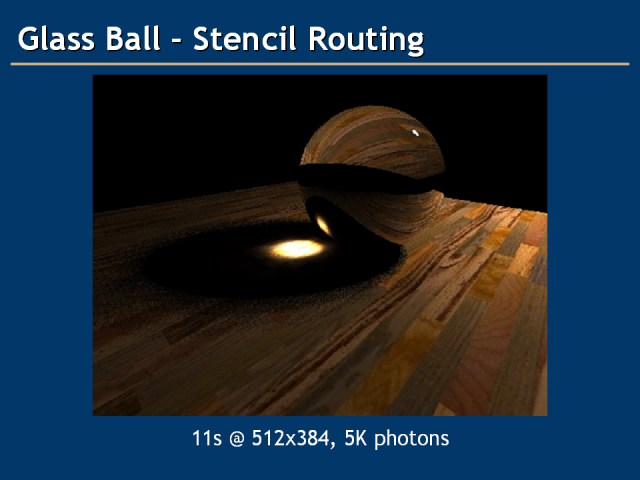 Glass Ball – Stencil Routing
11s @ 512x384, 5K photons